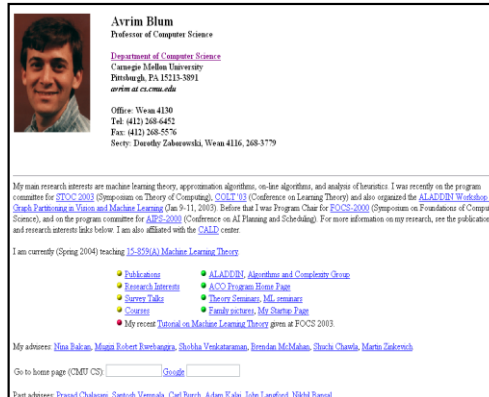 Avrim Blum
Professor of Computer Science
Department of Computer Science
Carnegie Mellon University
Pittsburgh, PA 15213-3891
avrim at cs.cmu.edu
Office: Wean 4130
Tel: (412) 268-6452
Fax: (412) 268-5576
Secty: Dorothy Zaborowski, Wean 4116, 268-3779
My main research interests are machine learning theory, approximation algorithms, on-line algorithms, and analysis of heuristics. I was recently on the program
committee for STOC 2003 (Symposium on Theory of Computing), COLT '03 (Conference on Learning Theory) and also organized the ALADDIN Workshop
Graph Partitioning in Vision and Machine Learning (Jan 9-11, 2003). Before that I was Program Chair for FOCS-2000 (Symposium on Foundations of Comput
Science), and on the program committee for AIPS-2000 (Conference on AI Planning and Scheduling). For more information on my research, see the publication
and research interests links below. I am also affiliated with the CALD center.
I am currently (Spring 2004) teaching 15-859(A) Machine Learning Theory.
Publications
ALADDIN, Algorithms and Complexity Group
Research Interests
ACO Program Home Page
Survey Talks
Theory Seminars, ML seminars
Courses
Family pictures, My Startup Page
My recent Tutorial on Machine Learning Theory given at FOCS 2003.
My advisees: Nina Balcan, Mugizi Robert Rwebangira, Shobha Venkataraman, Brendan McMahan, Shuchi Chawla, Martin Zinkevich.
Go to home page (CMU CS): Google
Past advisees: Prasad Chalasani, Santosh Vempala, Carl Burch, Adam Kalai, John Langford, Nikhil Bansal